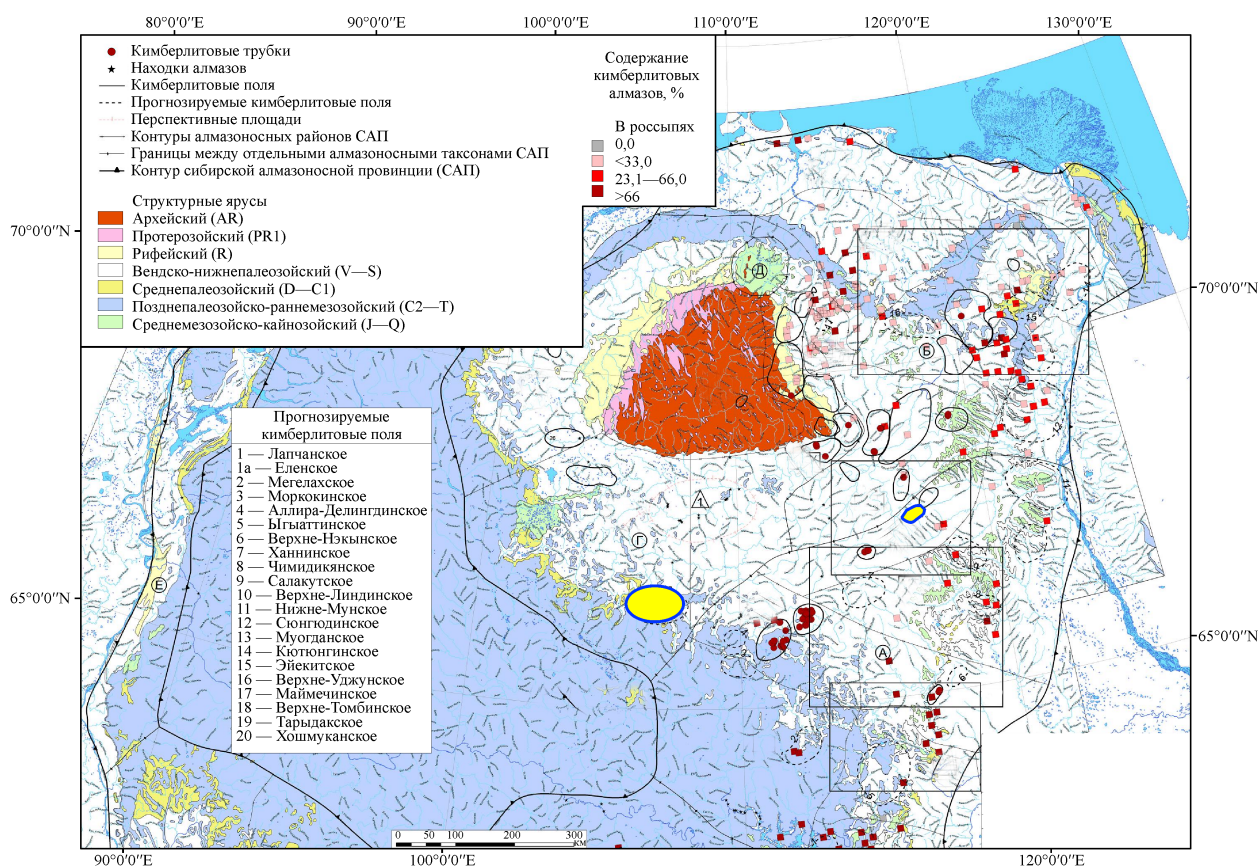 80°0′0″E
90°0′0″E
100°0′0″E
110°0′0″E
120°0′0″E
130°0′0″E
Кимберлитовые трубки
Находки алмазов
Кимберлитовые поля
Прогнозируемые кимберлитовые поля
Перспективные площади
Контуры алмазоносных районов САП
Границы между отдельными алмазоносными таксонами САП
Контур сибирской алмазоносной провинции (САП)
Структурные ярусы
Архейский (AR)
Протерозойский (PR1)
Рифейский (R)
Вендско-нижнепалеозойский (V—S)
Среднепалеозойский (D—C1)
Позднепалеозойско-раннемезозойский (C2—T)
Среднемезозойско-кайнозойский (J—Q)
Содержание
кимберлитовых
алмазов, %
В россыпях
0,0
<33,0
23,1—66,0
>66
70°0′0″N
70°0′0″N
65°0′0″N
65°0′0″N
Д
Б
Г
Е
А
1
Прогнозируемые
кимберлитовые поля
1 — Лапчанское
1а — Еленское
2 — Мегелахское
3 — Моркокинское
4 — Аллира-Делингдинское
5 — Ыгыаттинское
6 — Верхне-Нэкынское
7 — Ханнинское
8 — Чимидикянское
9 — Салакутское
10 — Верхне-Линдинское
11 — Нижне-Мунское
12 — Сюнгюдинское
13 — Муогданское
14 — Кютюнгинское
15 — Эйекитское
16 — Верхне-Уджунское
17 — Маймечинское
18 — Верхне-Томбинское
19 — Тарыдакское
20 — Хошмуканское
0 50 100 200 300
КМ
90°0′0″E
100°0′0″E
120°0′0″E